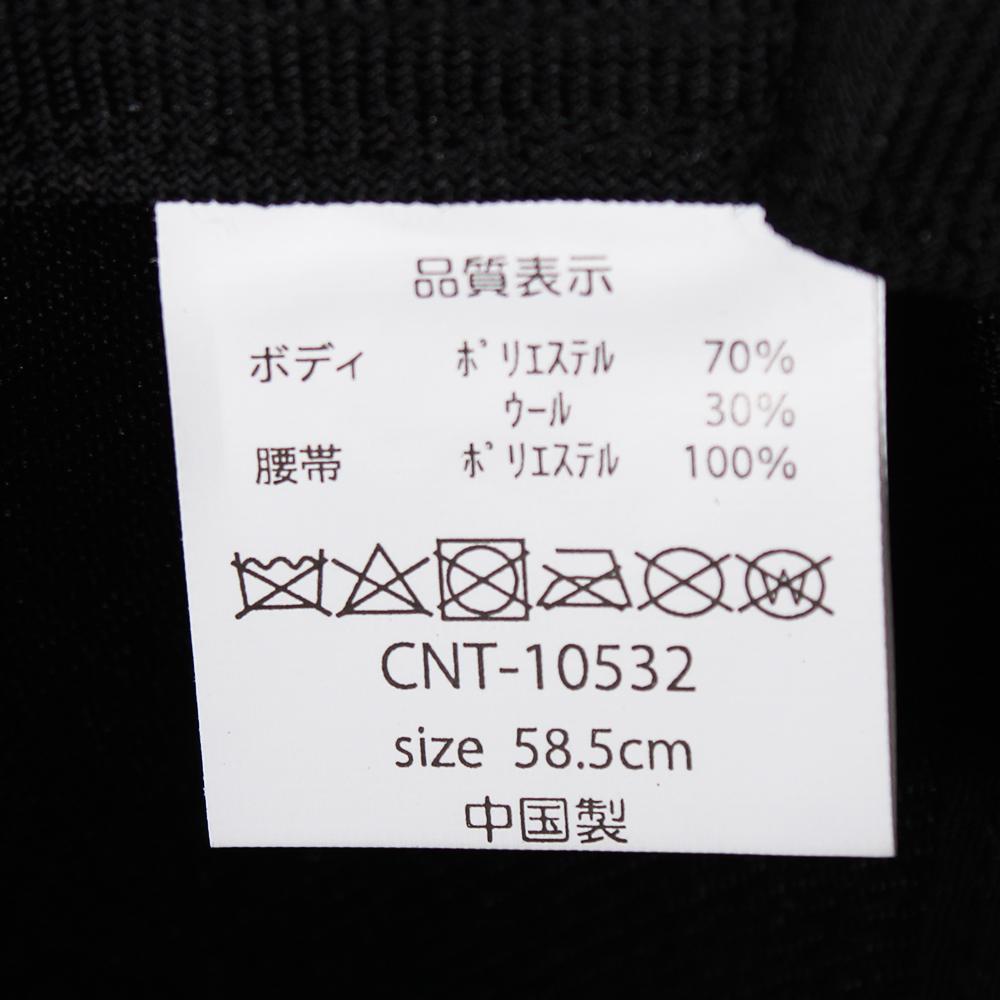 品質表示
ボディ ﾎﾟﾘｴｽﾃﾙ 70%
ｳｰﾙ 30%
腰帯 ﾎﾟﾘｴｽﾃﾙ 100%
W
CNT-10532
size 58.5cm
中国製